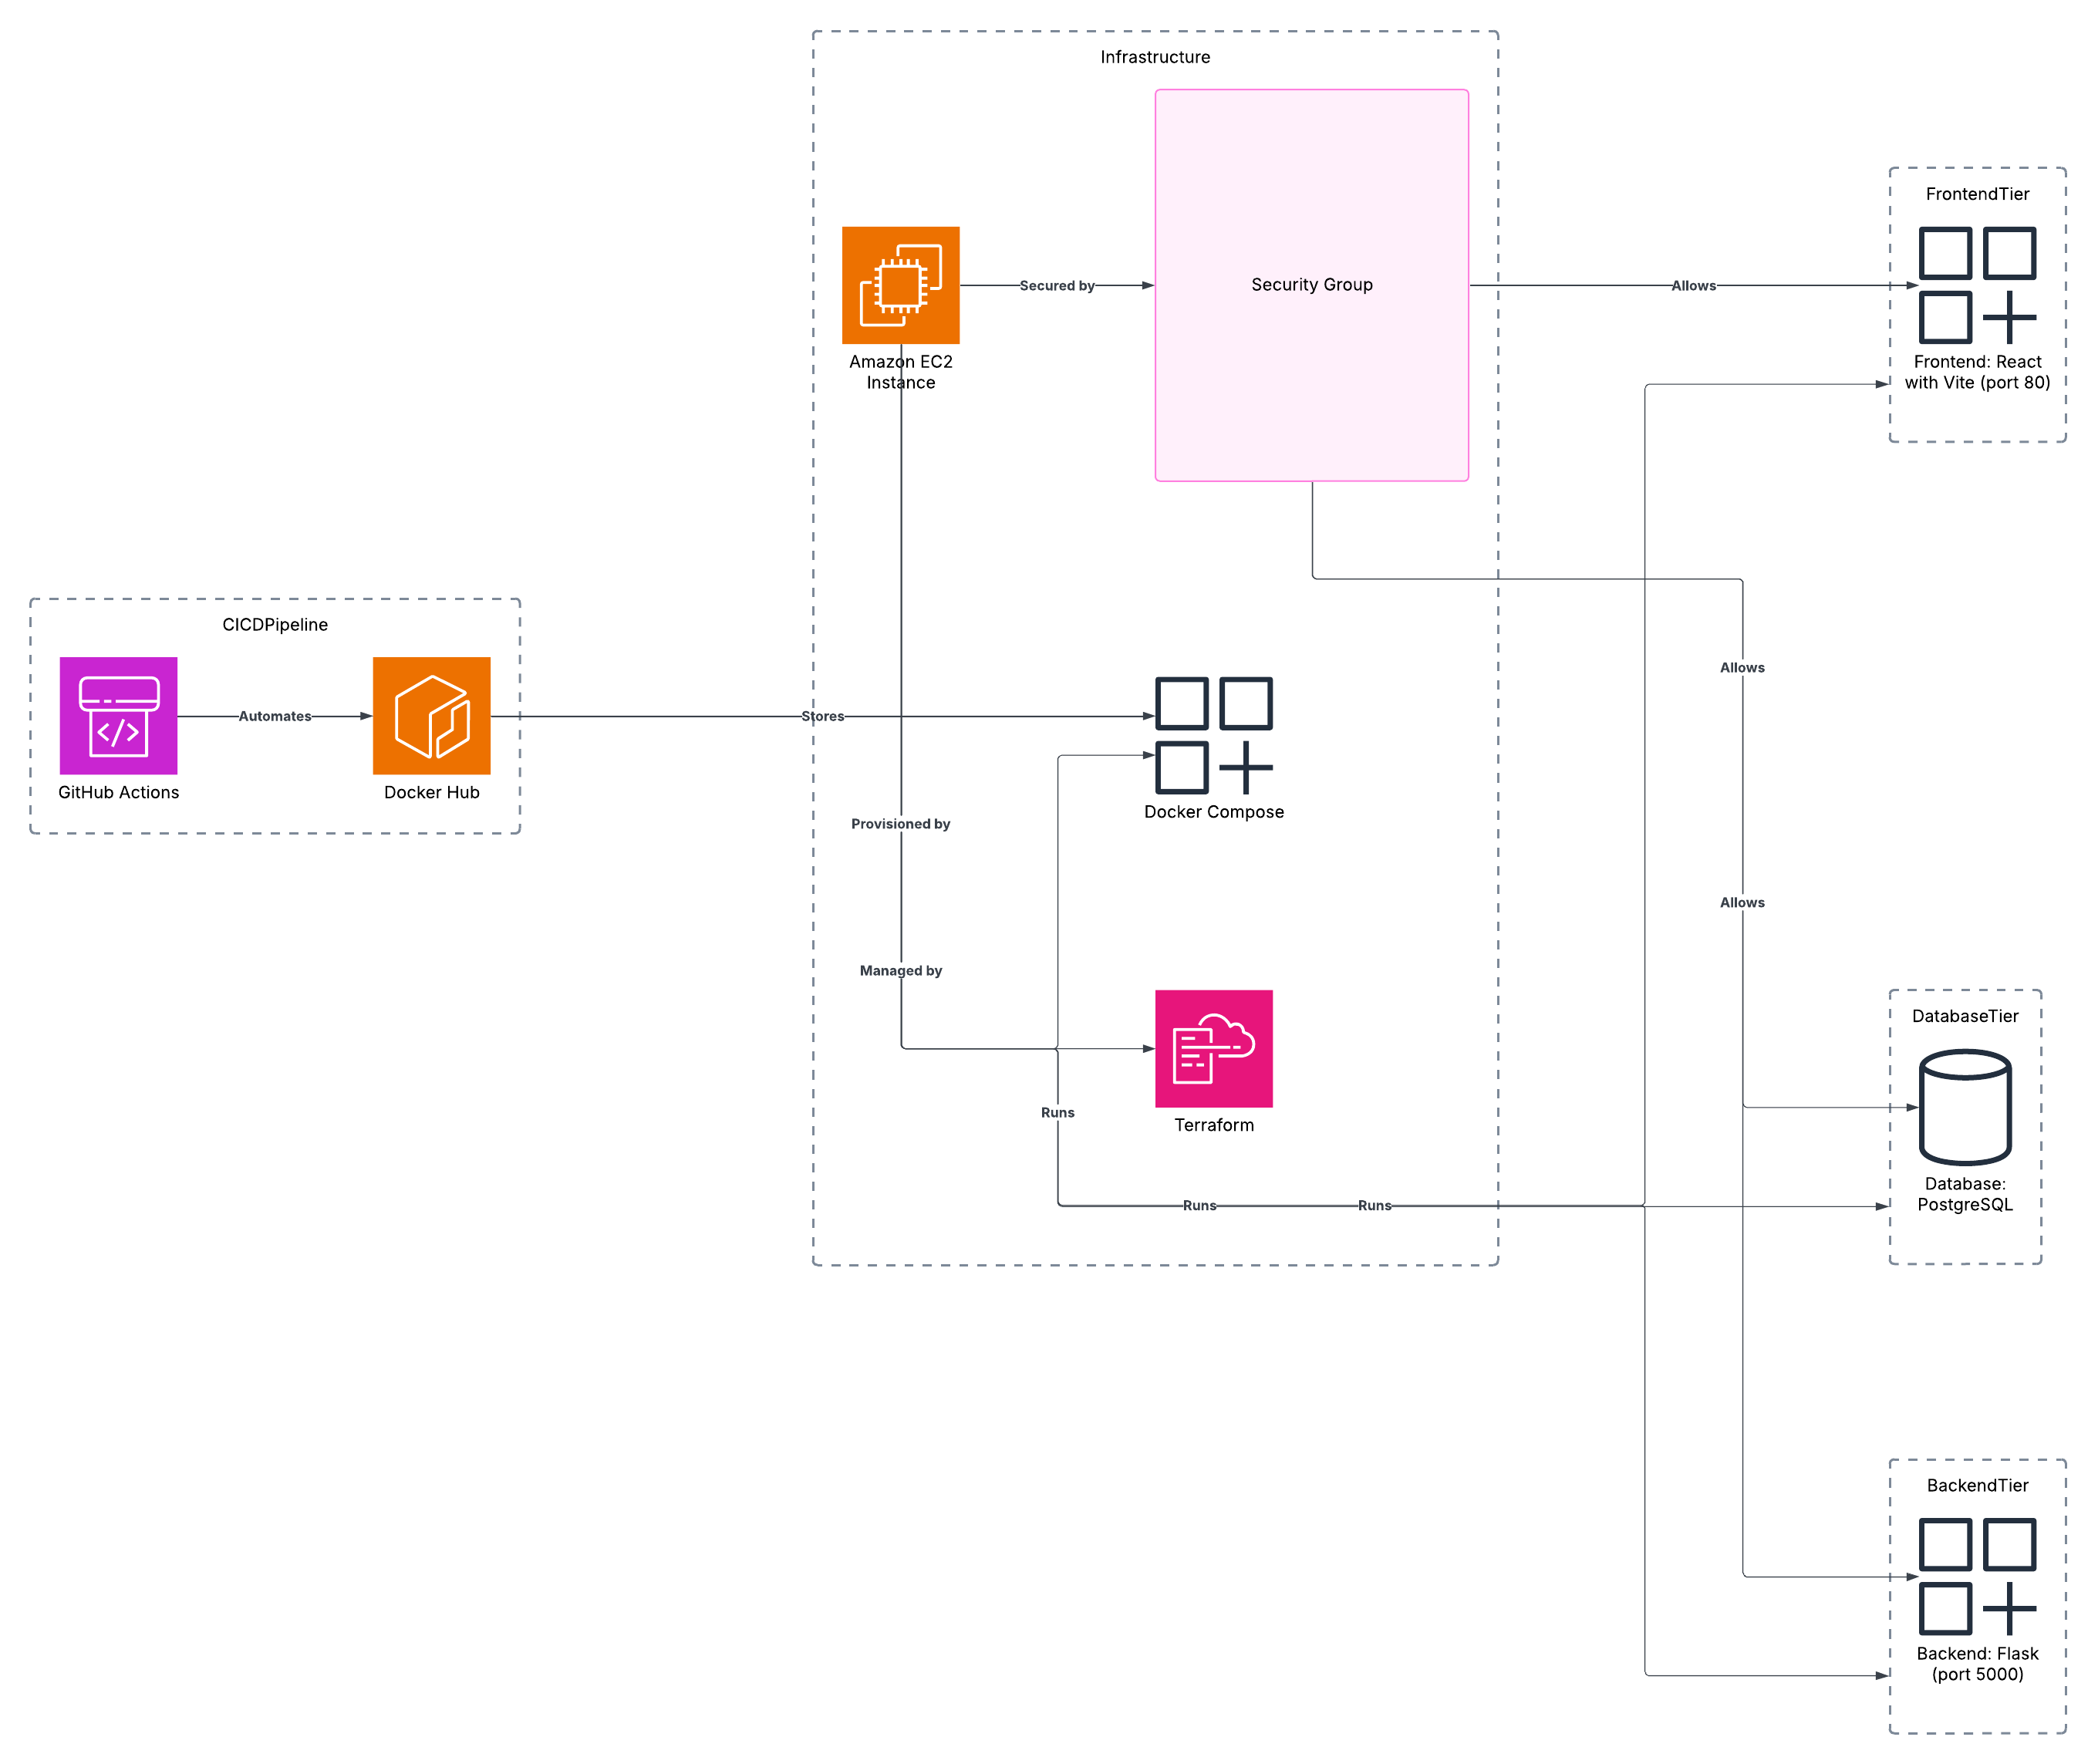 Infrastructure
Security Group
Amazon EC2
Instance
Secured by
Allows
FrontendTier
Frontend: React
with Vite (port 80)
CICDPipeline
GitHub Actions
Automates
Docker Hub
Stores
Docker Compose
Allows
Provisioned by
Allows
Managed by
Terraform
Runs
Runs
Runs
DatabaseTier
Database:
PostgreSQL
BackendTier
Backend: Flask
(port 5000)